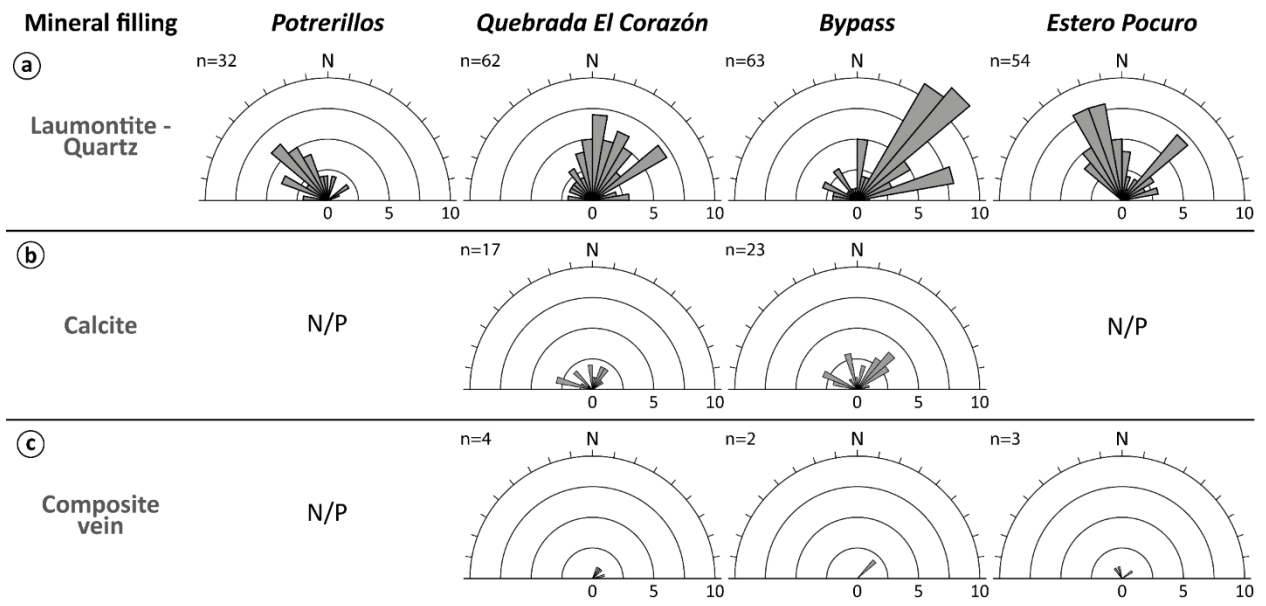 Mineral filling Potrerillos Quebrada El Corazón Bypass Estero Pocuro
a
n=32 N n=62 N n=63 N n=54 N
Laumontite -
Quartz
0 5 10 0 5 10 0 5 10 0 5 10
b
n=17 N n=23 N
Calcite N/P N/P
0 5 10 0 5 10
c
n=4 N n=2 N n=3 N
Composite
vein
N/P
0 5 10 0 5 10 0 5 10